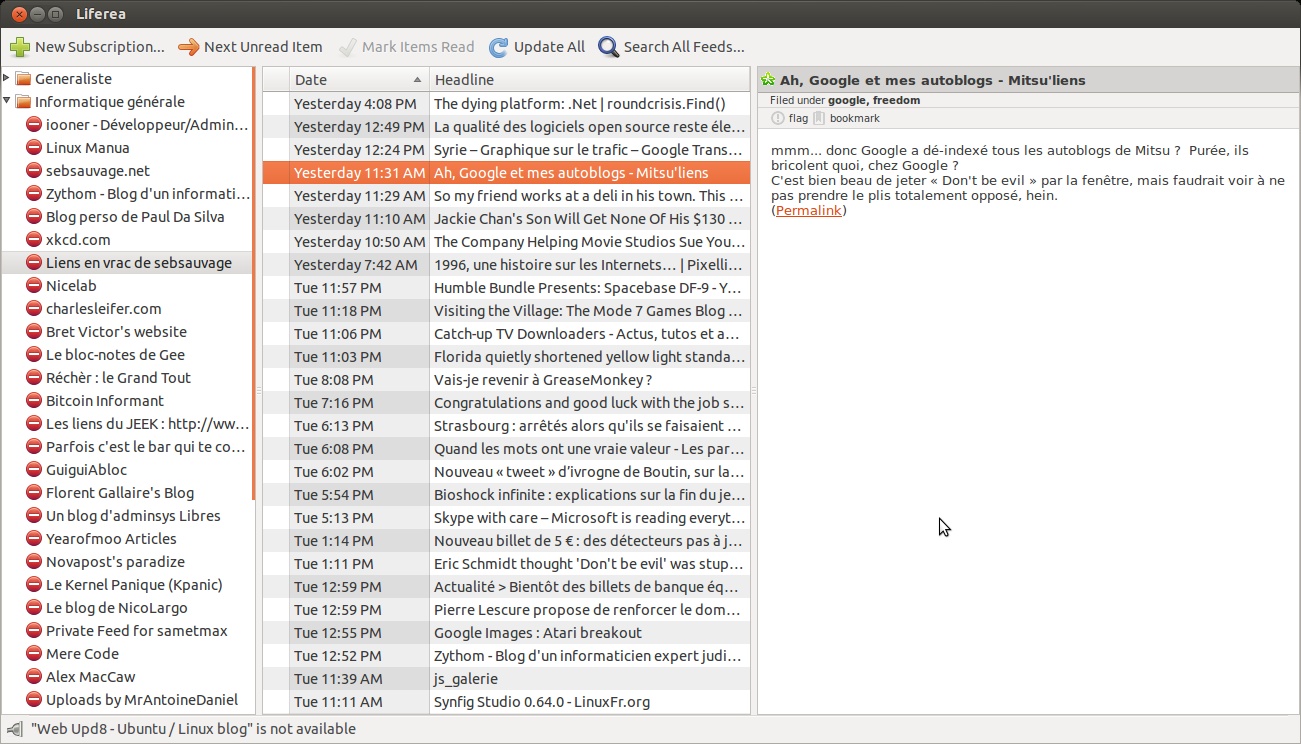 Liferea
New Subscription... Next Unread Item Mark Items Read Update All Search All Feeds...
Generaliste
Informatique générale
iooner - Développeur/Admin...
Linux Manua
sebsauvage.net
Zythom - Blog d'un informati...
Blog perso de Paul Da Silva
xkcd.com
Liens en vrac de sebsauvage
Nicelab
charlesleifer.com
Bret Victor's website
Le bloc-notes de Gee
Réchèr : le Grand Tout
Bitcoin Informant
Les liens du JEEK : http://ww...
Parfois c'est le bar qui te co...
GuiguiAbloc
Florent Gallaire's Blog
Un blog d'adminsys Libres
Yearofmoo Articles
Novapost's paradize
Le Kernel Panique (Kpanic)
Le blog de NicoLargo
Private Feed for sametmax
Mere Code
Alex MacCaw
Uploads by MrAntoineDaniel
Date Headline
Yesterday 4:08 PM The dying platform: .Net | roundcrisis.Find()
Yesterday 12:49 PM La qualité des logiciels open source reste éle...
Yesterday 12:24 PM Syrie – Graphique sur le trafic – Google Trans...
Yesterday 11:31 AM Ah, Google et mes autoblogs - Mitsu'liens
Yesterday 11:29 AM So my friend works at a deli in his town. This ...
Yesterday 11:10 AM Jackie Chan's Son Will Get None Of His $130 ...
Yesterday 10:50 AM The Company Helping Movie Studios Sue You...
Yesterday 7:42 AM 1996, une histoire sur les Internets... | Pixelli...
Tue 11:57 PM Humble Bundle Presents: Spacebase DF-9 - Y...
Tue 11:18 PM Visiting the Village: The Mode 7 Games Blog ...
Tue 11:06 PM Catch-up TV Downloaders - Actus, tutos et a...
Tue 11:03 PM Florida quietly shortened yellow light standa...
Tue 8:08 PM Vais-je revenir à GreaseMonkey ?
Tue 7:16 PM Congratulations and good luck with the job s...
Tue 6:13 PM Strasbourg : arrêtés alors qu'ils se faisaient ...
Tue 6:08 PM Quand les mots ont une vraie valeur - Les par...
Tue 6:02 PM Nouveau « tweet » d’ivrogne de Boutin, sur la...
Tue 5:54 PM Bioshock infinite : explications sur la fin du je...
Tue 5:13 PM Skype with care – Microsoft is reading everyt...
Tue 1:14 PM Nouveau billet de 5 € : des détecteurs pas à j...
Tue 1:11 PM Eric Schmidt thought 'Don't be evil' was stup...
Tue 12:59 PM Actualité > Bientôt des billets de banque éq...
Tue 12:59 PM Pierre Lescure propose de renforcer le dom...
Tue 12:55 PM Google Images : Atari breakout
Tue 12:52 PM Zythom - Blog d'un informaticien expert judi...
Tue 11:39 AM js_galerie
Tue 11:11 AM Synfig Studio 0.64.0 - LinuxFr.org
Ah, Google et mes autoblogs - Mitsu'liens
Filed under google, freedom
flag bookmark
mmm... donc Google a dé-indexé tous les autoblogs de Mitsu ?  Purée, ils
bricolent quoi, chez Google ?
C'est bien beau de jeter « Don't be evil » par la fenêtre, mais faudrait voir à ne
pas prendre le plis totalement opposé, hein.
(Permalink)
"Web Upd8 - Ubuntu / Linux blog" is not available